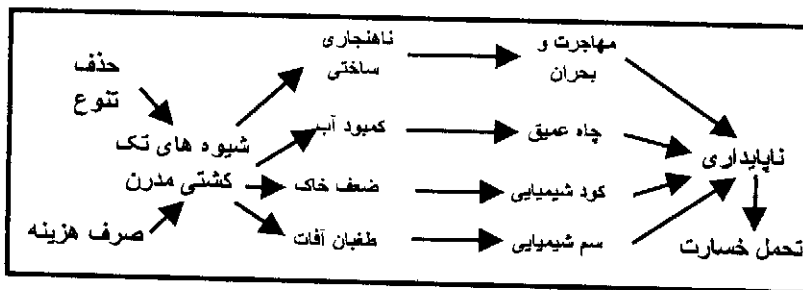 حذف
تنوع
شیوه های تک
کشتی مدرن
صرف هزینه
ناهنجاری
ساختی
مهاجرت و
بحران
کمبود آب
چاه عمیق
ضعف خاک
کود شیمیایی
طغبان آفات
سم شیمیایی
ناپایداری
تحمل خسارت